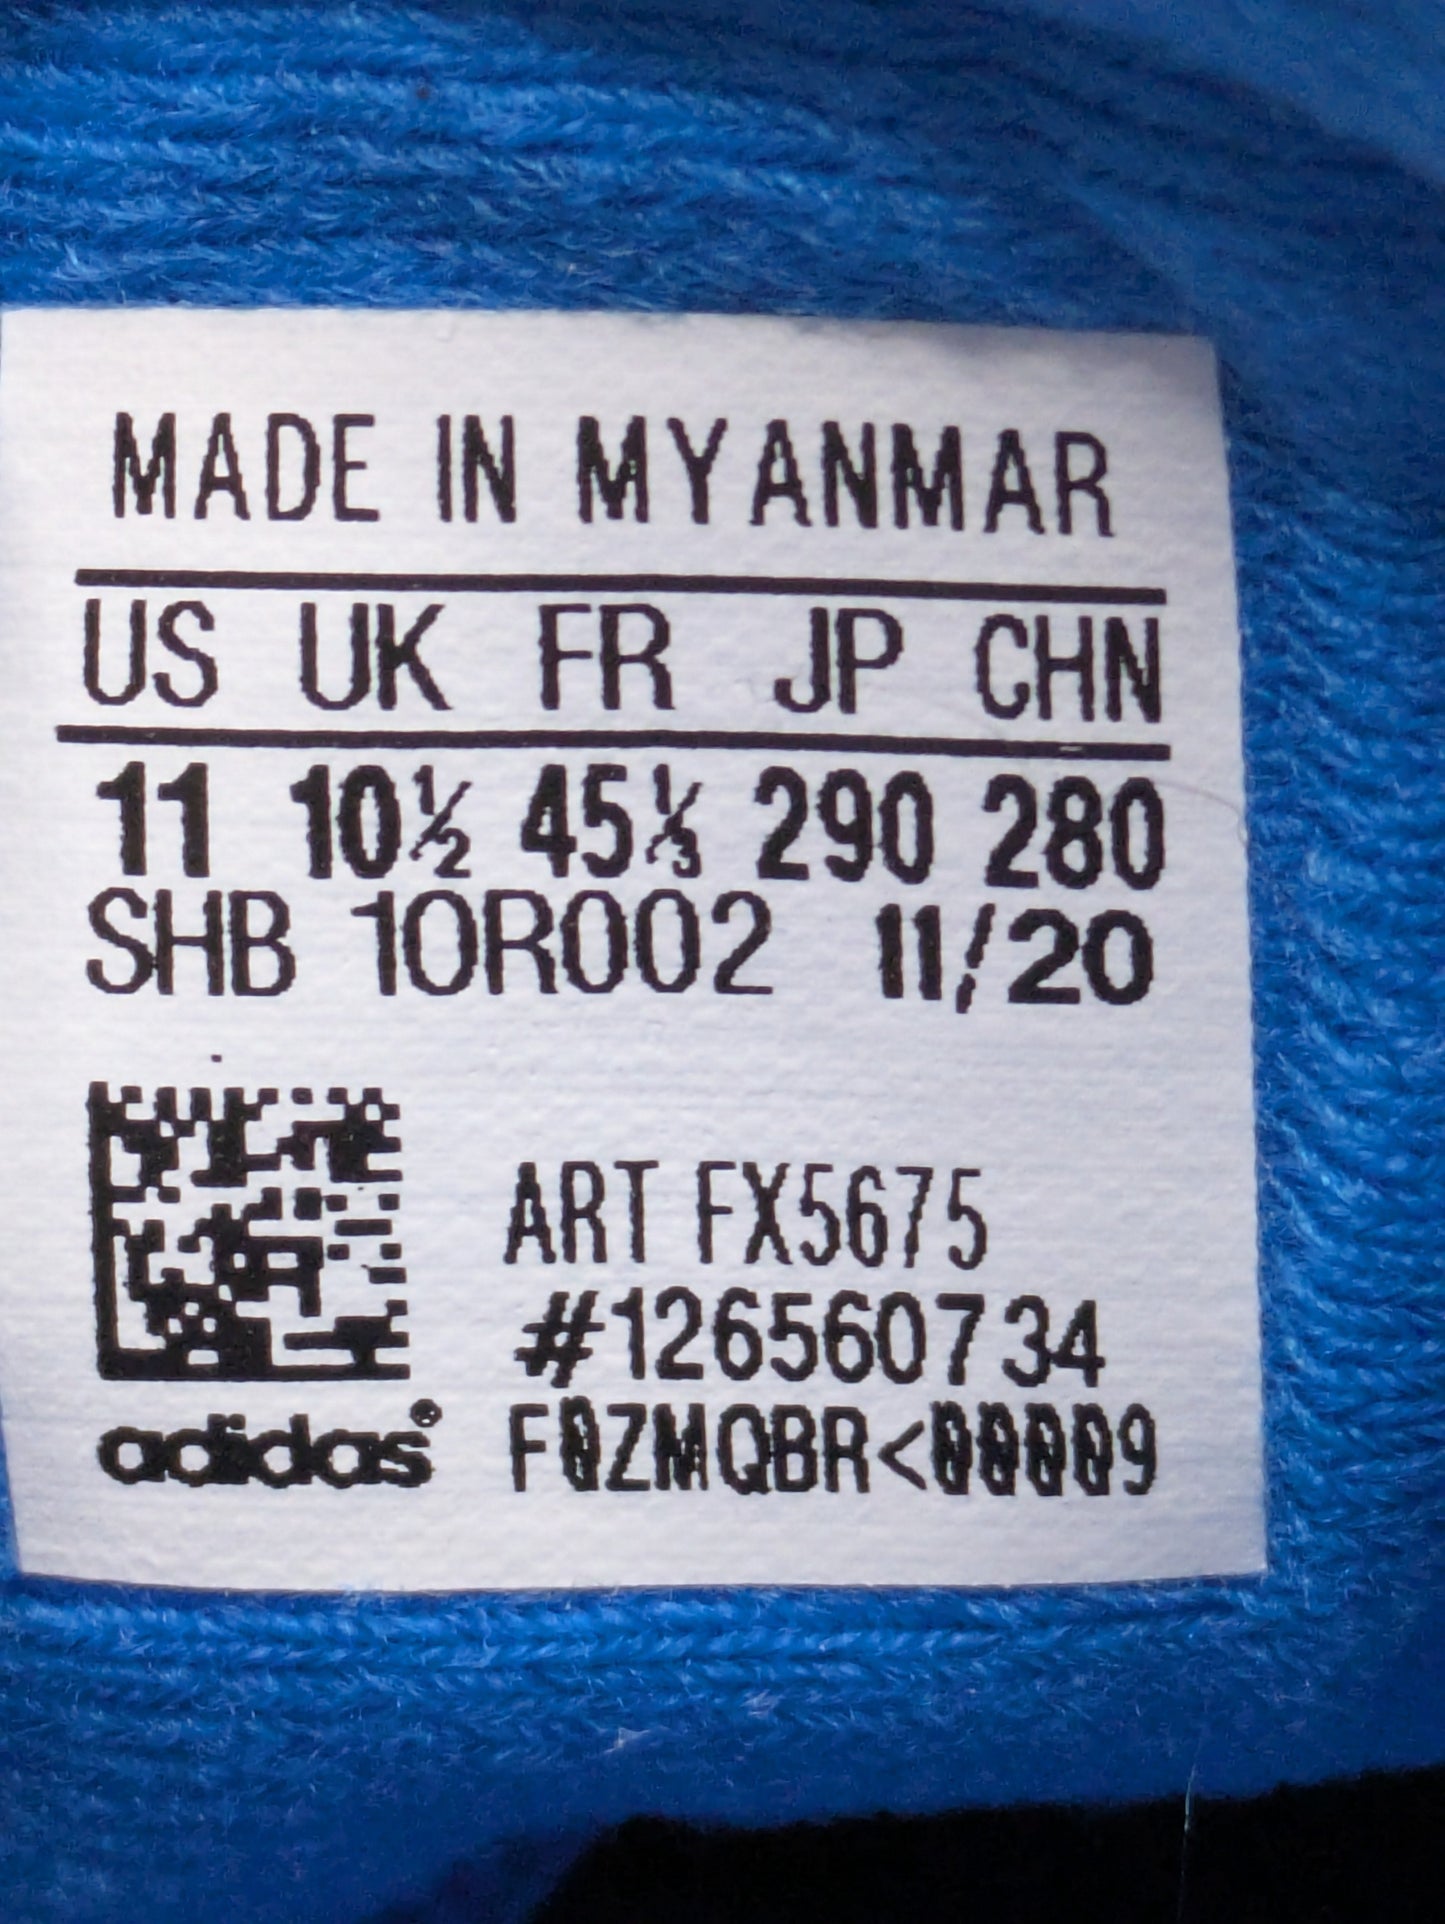 MADE IN MYANMAR
US UK FR JP CHN
11 10½ 45⅓ 290 280
SHB 10R002 11/20
ART FX5675
#126560734
adidas® F0ZMQBR<00009